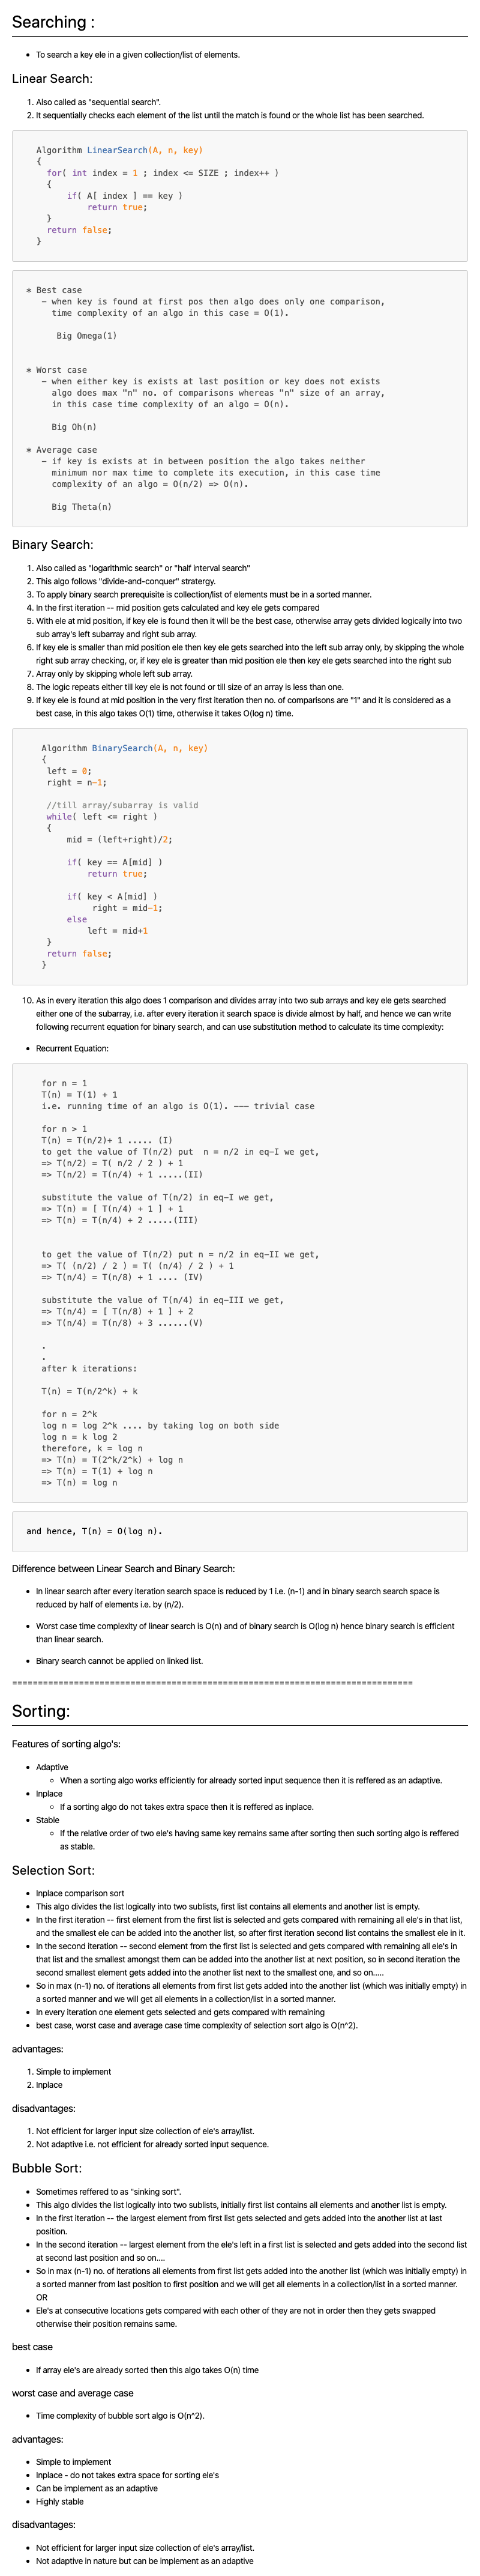 Searching :
• To search a key ele in a given collection/list of elements.
Linear Search:
1. Also called as "sequential search".
2. It sequentially checks each element of the list until the match is found or the whole list has been searched.
Algorithm LinearSearch(A, n, key)
{
for( int index = 1 ; index <= SIZE ; index++ )
{
if( A[ index ] == key )
return true;
}
return false;
}
* Best case
– when key is found at first pos then algo does only one comparison,
time complexity of an algo in this case = O(1).
Big Omega(1)
* Worst case
– when either key is exists at last position or key does not exists
algo does max "n" no. of comparisons whereas "n" size of an array,
in this case time complexity of an algo = O(n).
Big Oh(n)
* Average case
– if key is exists at in between position the algo takes neither
minimum nor max time to complete its execution, in this case time
complexity of an algo = O(n/2) => O(n).
Big Theta(n)
Binary Search:
1. Also called as "logarithmic search" or "half interval search"
2. This algo follows "divide-and-conquer" stratergy.
3. To apply binary search prerequisite is collection/list of elements must be in a sorted manner.
4. In the first iteration -- mid position gets calculated and key ele gets compared
5. With ele at mid position, if key ele is found then it will be the best case, otherwise array gets divided logically into two
sub array's left subarray and right sub array.
6. If key ele is smaller than mid position ele then key ele gets searched into the left sub array only, by skipping the whole
right sub array checking, or, if key ele is greater than mid position ele then key ele gets searched into the right sub
7. Array only by skipping whole left sub array.
8. The logic repeats either till key ele is not found or till size of an array is less than one.
9. If key ele is found at mid position in the very first iteration then no. of comparisons are "1" and it is considered as a
best case, in this algo takes O(1) time, otherwise it takes O(log n) time.
Algorithm BinarySearch(A, n, key)
{
left = 0;
right = n-1;
//till array/subarray is valid
while( left <= right )
{
mid = (left+right)/2;
if( key == A[mid] )
return true;
if( key < A[mid] )
right = mid-1;
else
left = mid+1
}
return false;
}
10. As in every iteration this algo does 1 comparison and divides array into two sub arrays and key ele gets searched
either one of the subarray, i.e. after every iteration it search space is divide almost by half, and hence we can write
following recurrent equation for binary search, and can use substitution method to calculate its time complexity:
• Recurrent Equation:
for n = 1
T(n) = T(1) + 1
i.e. running time of an algo is O(1). --- trivial case
for n > 1
T(n) = T(n/2)+ 1 ..... (I)
to get the value of T(n/2) put n = n/2 in eq-I we get,
=> T(n/2) = T( n/2 / 2 ) + 1
=> T(n/2) = T(n/4) + 1 .....(II)
substitute the value of T(n/2) in eq-I we get,
=> T(n) = [ T(n/4) + 1 ] + 1
=> T(n) = T(n/4) + 2 .....(III)
to get the value of T(n/2) put n = n/2 in eq-II we get,
=> T( (n/2) / 2 ) = T( (n/4) / 2 ) + 1
=> T(n/4) = T(n/8) + 1 .... (IV)
substitute the value of T(n/4) in eq-III we get,
=> T(n/4) = [ T(n/8) + 1 ] + 2
=> T(n/4) = T(n/8) + 3 ......(V)
.
.
after k iterations:
T(n) = T(n/2^k) + k
for n = 2^k
log n = log 2^k .... by taking log on both side
log n = k log 2
therefore, k = log n
=> T(n) = T(2^k/2^k) + log n
=> T(n) = T(1) + log n
=> T(n) = log n
and hence, T(n) = O(log n).
Difference between Linear Search and Binary Search:
• In linear search after every iteration search space is reduced by 1 i.e. (n-1) and in binary search search space is
reduced by half of elements i.e. by (n/2).
• Worst case time complexity of linear search is O(n) and of binary search is O(log n) hence binary search is efficient
than linear search.
• Binary search cannot be applied on linked list.
==============================================================================
Sorting:
Features of sorting algo's:
• Adaptive
◦ When a sorting algo works efficiently for already sorted input sequence then it is reffered as an adaptive.
• Inplace
◦ If a sorting algo do not takes extra space then it is reffered as inplace.
• Stable
◦ If the relative order of two ele's having same key remains same after sorting then such sorting algo is reffered
as stable.
Selection Sort:
• Inplace comparison sort
• This algo divides the list logically into two sublists, first list contains all elements and another list is empty.
• In the first iteration -- first element from the first list is selected and gets compared with remaining all ele's in that list,
and the smallest ele can be added into the another list, so after first iteration second list contains the smallest ele in it.
• In the second iteration -- second element from the first list is selected and gets compared with remaining all ele's in
that list and the smallest amongst them can be added into the another list at next position, so in second iteration the
second smallest element gets added into the another list next to the smallest one, and so on.....
• So in max (n-1) no. of iterations all elements from first list gets added into the another list (which was initially empty) in
a sorted manner and we will get all elements in a collection/list in a sorted manner.
• In every iteration one element gets selected and gets compared with remaining
• best case, worst case and average case time complexity of selection sort algo is O(n^2).
advantages:
1. Simple to implement
2. Inplace
disadvantages:
1. Not efficient for larger input size collection of ele's array/list.
2. Not adaptive i.e. not efficient for already sorted input sequence.
Bubble Sort:
• Sometimes reffered to as "sinking sort".
• This algo divides the list logically into two sublists, initially first list contains all elements and another list is empty.
• In the first iteration -- the largest element from first list gets selected and gets added into the another list at last
position.
• In the second iteration -- largest element from the ele's left in a first list is selected and gets added into the second list
at second last position and so on....
• So in max (n-1) no. of iterations all elements from first list gets added into the another list (which was initially empty) in
a sorted manner from last position to first position and we will get all elements in a collection/list in a sorted manner.
OR
• Ele's at consecutive locations gets compared with each other of they are not in order then they gets swapped
otherwise their position remains same.
best case
• If array ele's are already sorted then this algo takes O(n) time
worst case and average case
• Time complexity of bubble sort algo is O(n^2).
advantages:
• Simple to implement
• Inplace - do not takes extra space for sorting ele's
• Can be implement as an adaptive
• Highly stable
disadvantages:
• Not efficient for larger input size collection of ele's array/list.
• Not adaptive in nature but can be implement as an adaptive